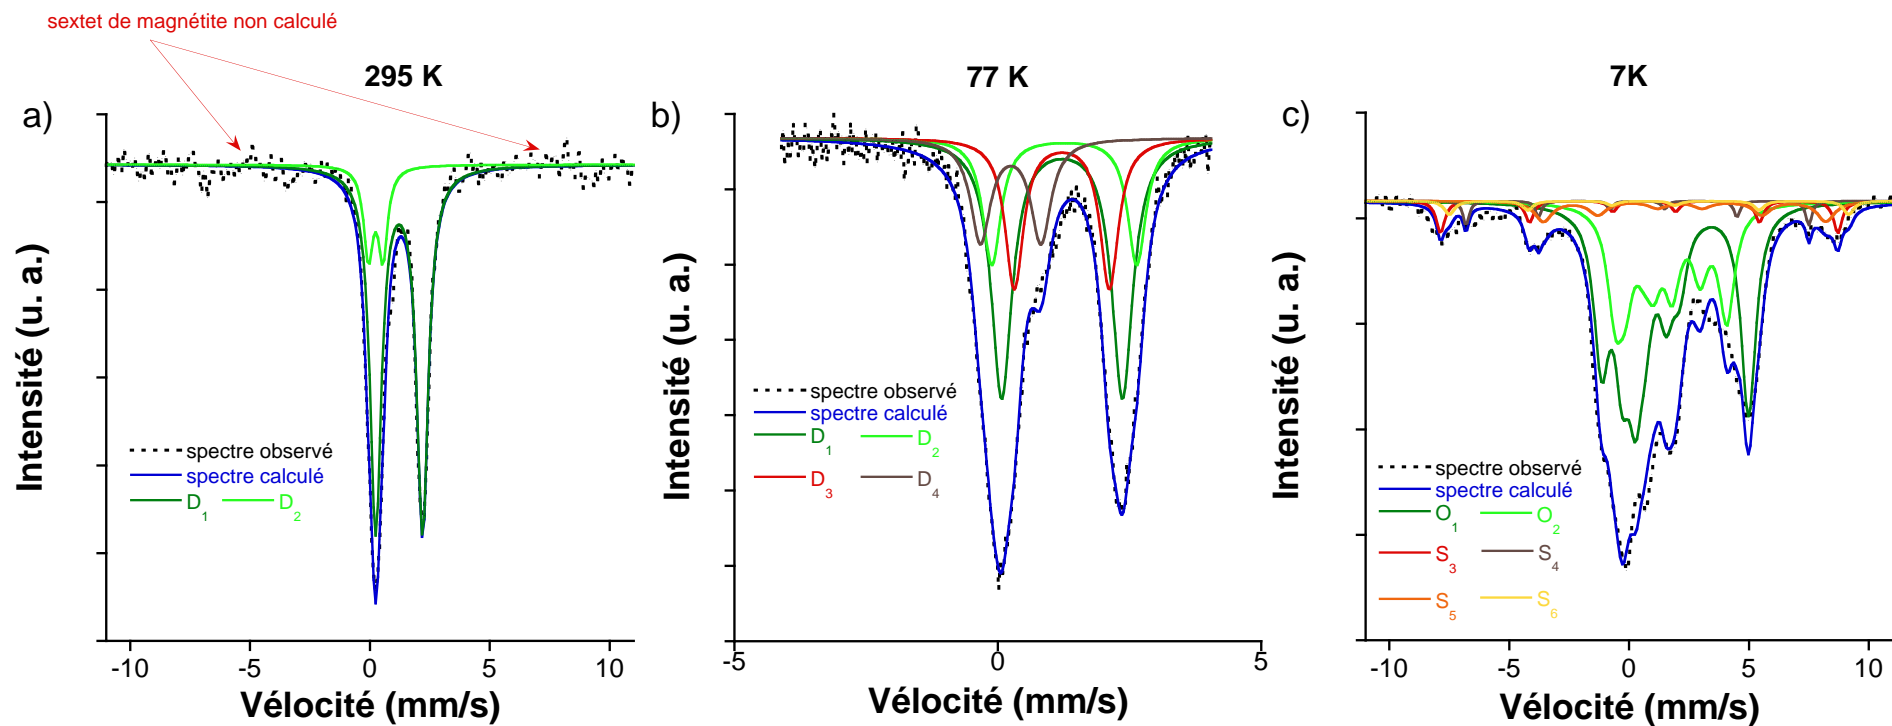 sextet de magnétite non calculé
295 K
77 K
7K
a)
b)
c)
Intensité (u. a.)
spectre observé
spectre calculé
D1 D2
-10 -5 0 5 10
Vélocité (mm/s)
Intensité (u. a.)
spectre observé
spectre calculé
D1 D2
D3 D4
-5 0 5
Vélocité (mm/s)
Intensité (u. a.)
spectre observé
spectre calculé
O1 O2
S3 S4
S5 S6
-10 -5 0 5 10
Vélocité (mm/s)